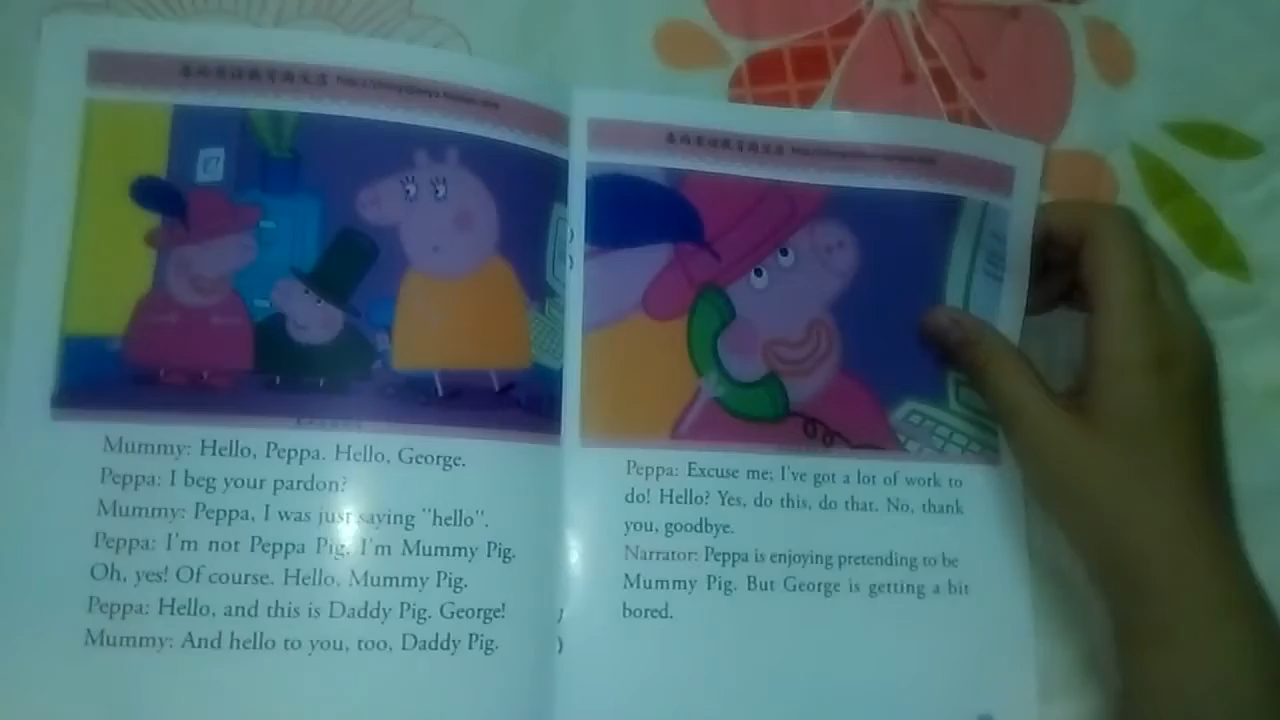 Mummy: Hello, Peppa. Hello, George.
Peppa: I beg your pardon?
Mummy: Peppa, I was just saying "hello".
Peppa: I'm not Peppa Pig, I'm Mummy Pig.
Oh, yes! Of course. Hello, Mummy Pig.
Peppa: Hello, and this is Daddy Pig. George!
Mummy: And hello to you, too, Daddy Pig.
Peppa: Excuse me; I've got a lot of work to
do! Hello? Yes, do this, do that. No, thank
you, goodbye.
Narrator: Peppa is enjoying pretending to be
Mummy Pig. But George is getting a bit
bored.